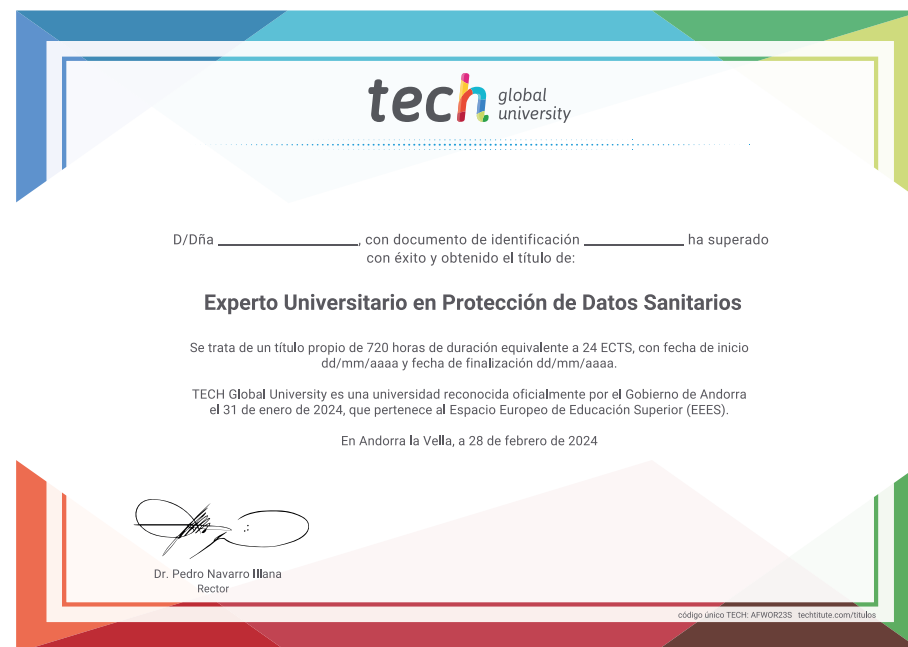 tech global university
D/Dña ____________, con documento de identificación ____________ ha superado
con éxito y obtenido el título de:
Experto Universitario en Protección de Datos Sanitarios
Se trata de un título propio de 720 horas de duración equivalente a 24 ECTS, con fecha de inicio
dd/mm/aaaa y fecha de finalización dd/mm/aaaa.
TECH Global University es una universidad reconocida oficialmente por el Gobierno de Andorra
el 31 de enero de 2024, que pertenece al Espacio Europeo de Educación Superior (EEES).
En Andorra la Vella, a 28 de febrero de 2024
Dr. Pedro Navarro Illana
Rector
código único TECH: AFWOR23S techtitute.com/titulos